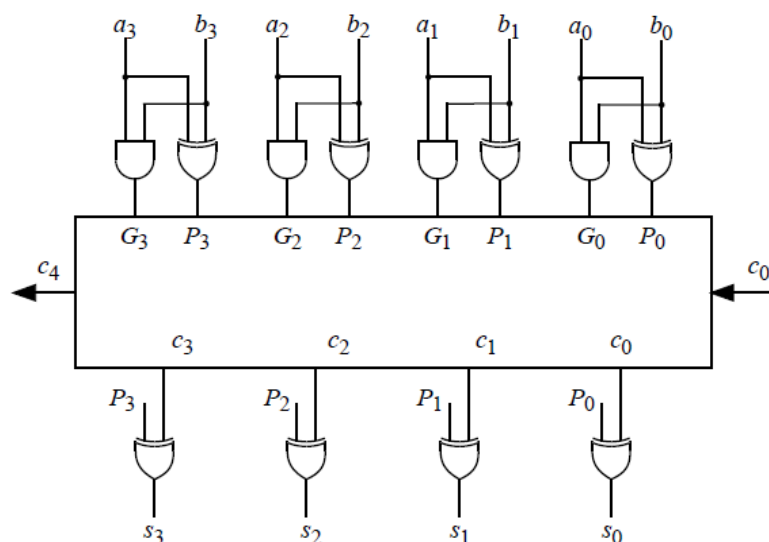 a3 b3 a2 b2 a1 b1 a0 b0
G3 P3 G2 P2 G1 P1 G0 P0
c4 c0
c3 c2 c1 c0
P3 P2 P1 P0
s3 s2 s1 s0